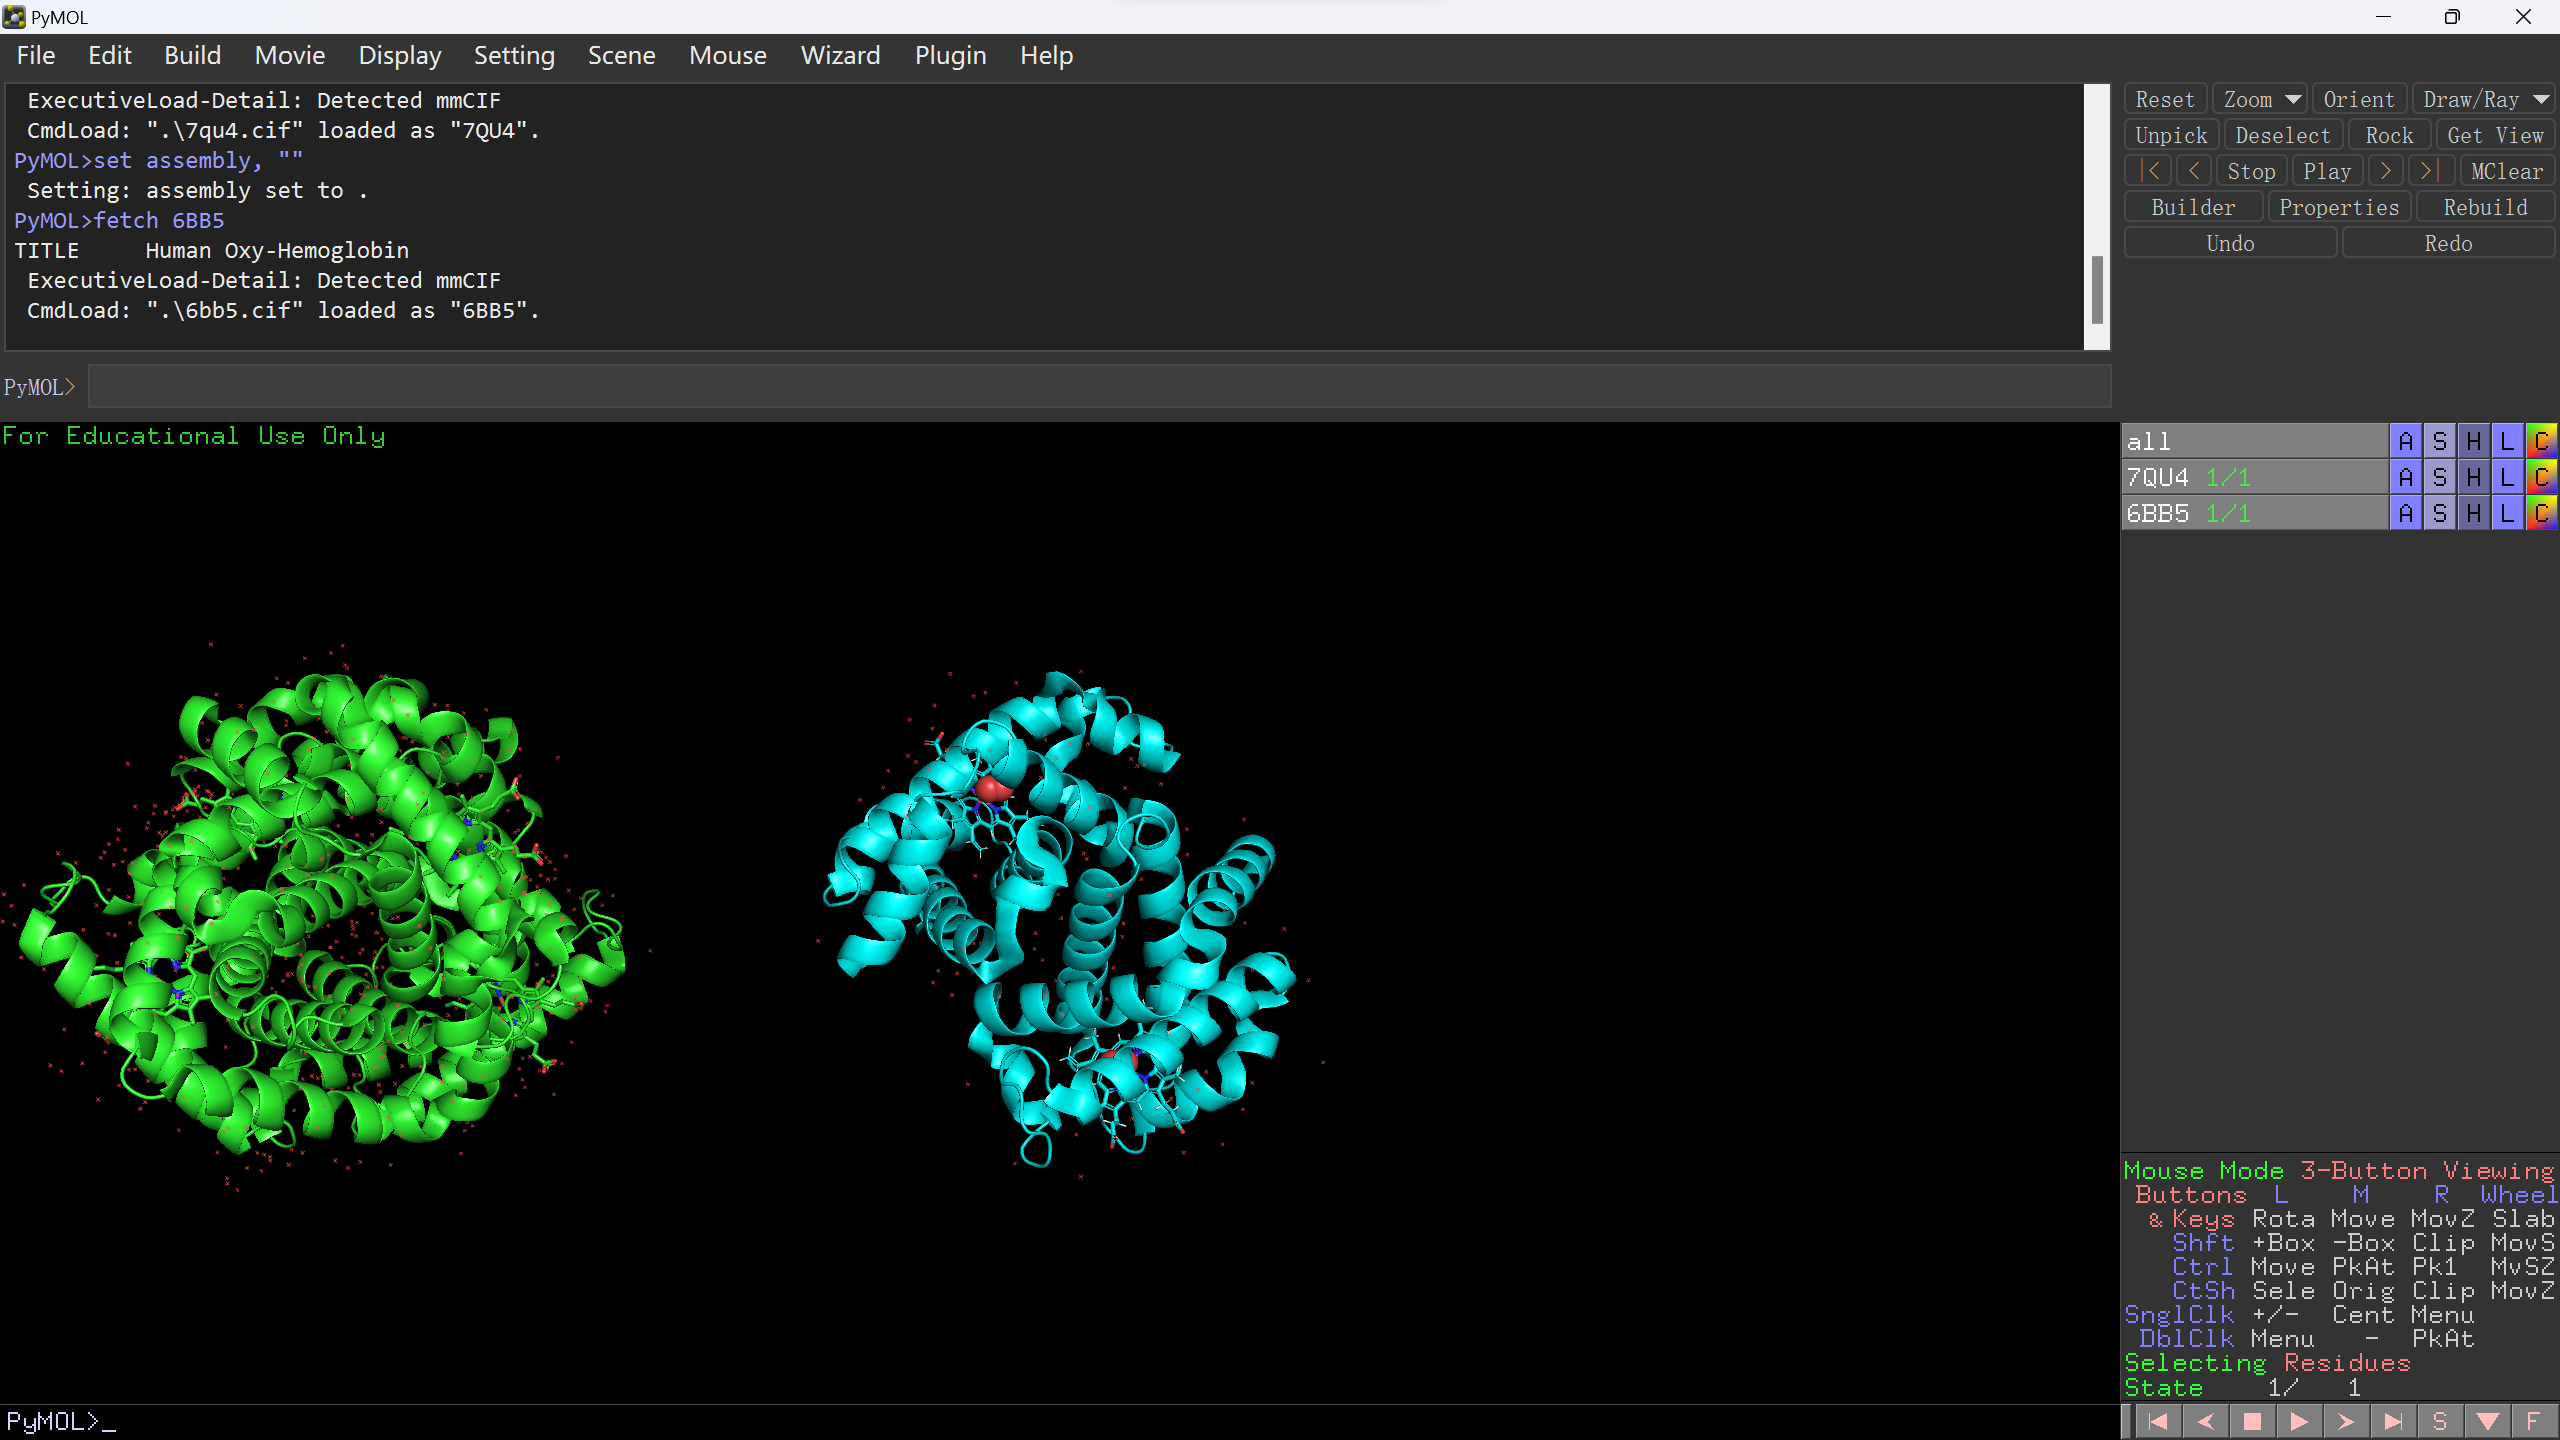 PyMOL
File Edit Build Movie Display Setting Scene Mouse Wizard Plugin Help
ExecutiveLoad-Detail: Detected mmCIF
CmdLoad: ".\7qu4.cif" loaded as "7QU4".
PyMOL>set assembly, ""
Setting: assembly set to .
PyMOL>fetch 6BB5
TITLE     Human Oxy-Hemoglobin
ExecutiveLoad-Detail: Detected mmCIF
CmdLoad: ".\6bb5.cif" loaded as "6BB5".
PyMOL>
Reset Zoom Orient Draw/Ray
Unpick Deselect Rock Get View
|< < Stop Play > >| MClear
Builder Properties Rebuild
Undo Redo
For Educational Use Only
all A S H L C
7QU4 1/1 A S H L C
6BB5 1/1 A S H L C
Mouse Mode 3-Button Viewing
Buttons L M R Wheel
& Keys Rota Move MovZ Slab
Shft +Box -Box Clip MovS
Ctrl Move PkAt Pk1 MvSZ
CtSh Sele Orig Clip MovZ
SnglClk +/- Cent Menu
DblClk Menu - PkAt
Selecting Residues
State 1/ 1
PyMOL>_
S F